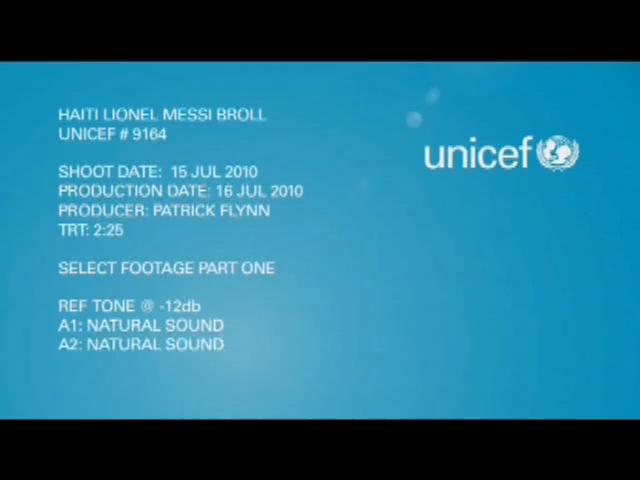 HAITI LIONEL MESSI BROLL
UNICEF # 9164
SHOOT DATE: 15 JUL 2010
PRODUCTION DATE: 16 JUL 2010
PRODUCER: PATRICK FLYNN
TRT: 2:25
SELECT FOOTAGE PART ONE
REF TONE @ -12db
A1: NATURAL SOUND
A2: NATURAL SOUND
unicef